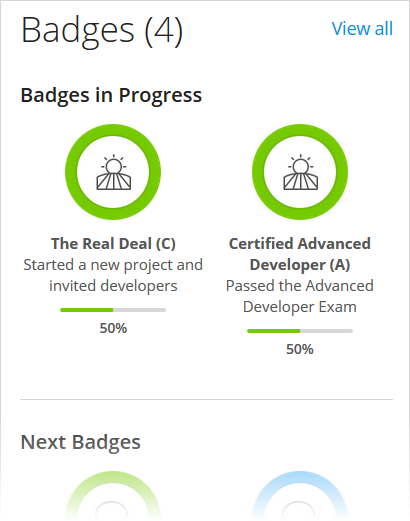 Badges (4)
View all
Badges in Progress
The Real Deal (C)
Started a new project and
invited developers
50%
Certified Advanced
Developer (A)
Passed the Advanced
Developer Exam
50%
Next Badges